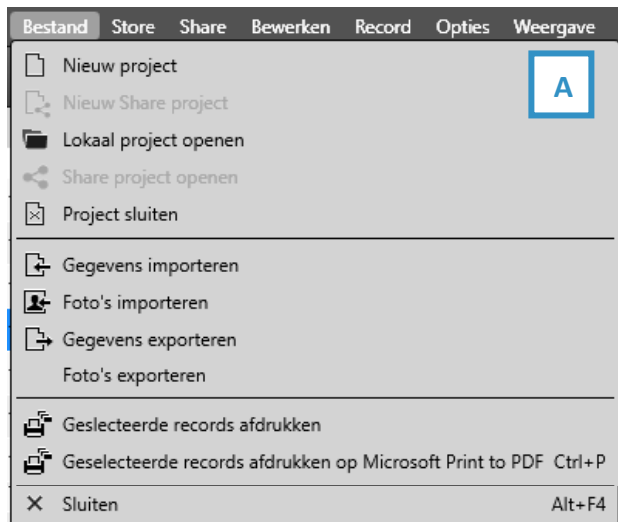 Bestand Store Share Bewerken Record Opties Weergave
A
Nieuw project
Nieuw Share project
Lokaal project openen
Share project openen
Project sluiten
Gegevens importeren
Foto's importeren
Gegevens exporteren
Foto's exporteren
Geslecteerde records afdrukken
Geselecteerde records afdrukken op Microsoft Print to PDF Ctrl+P
Sluiten Alt+F4